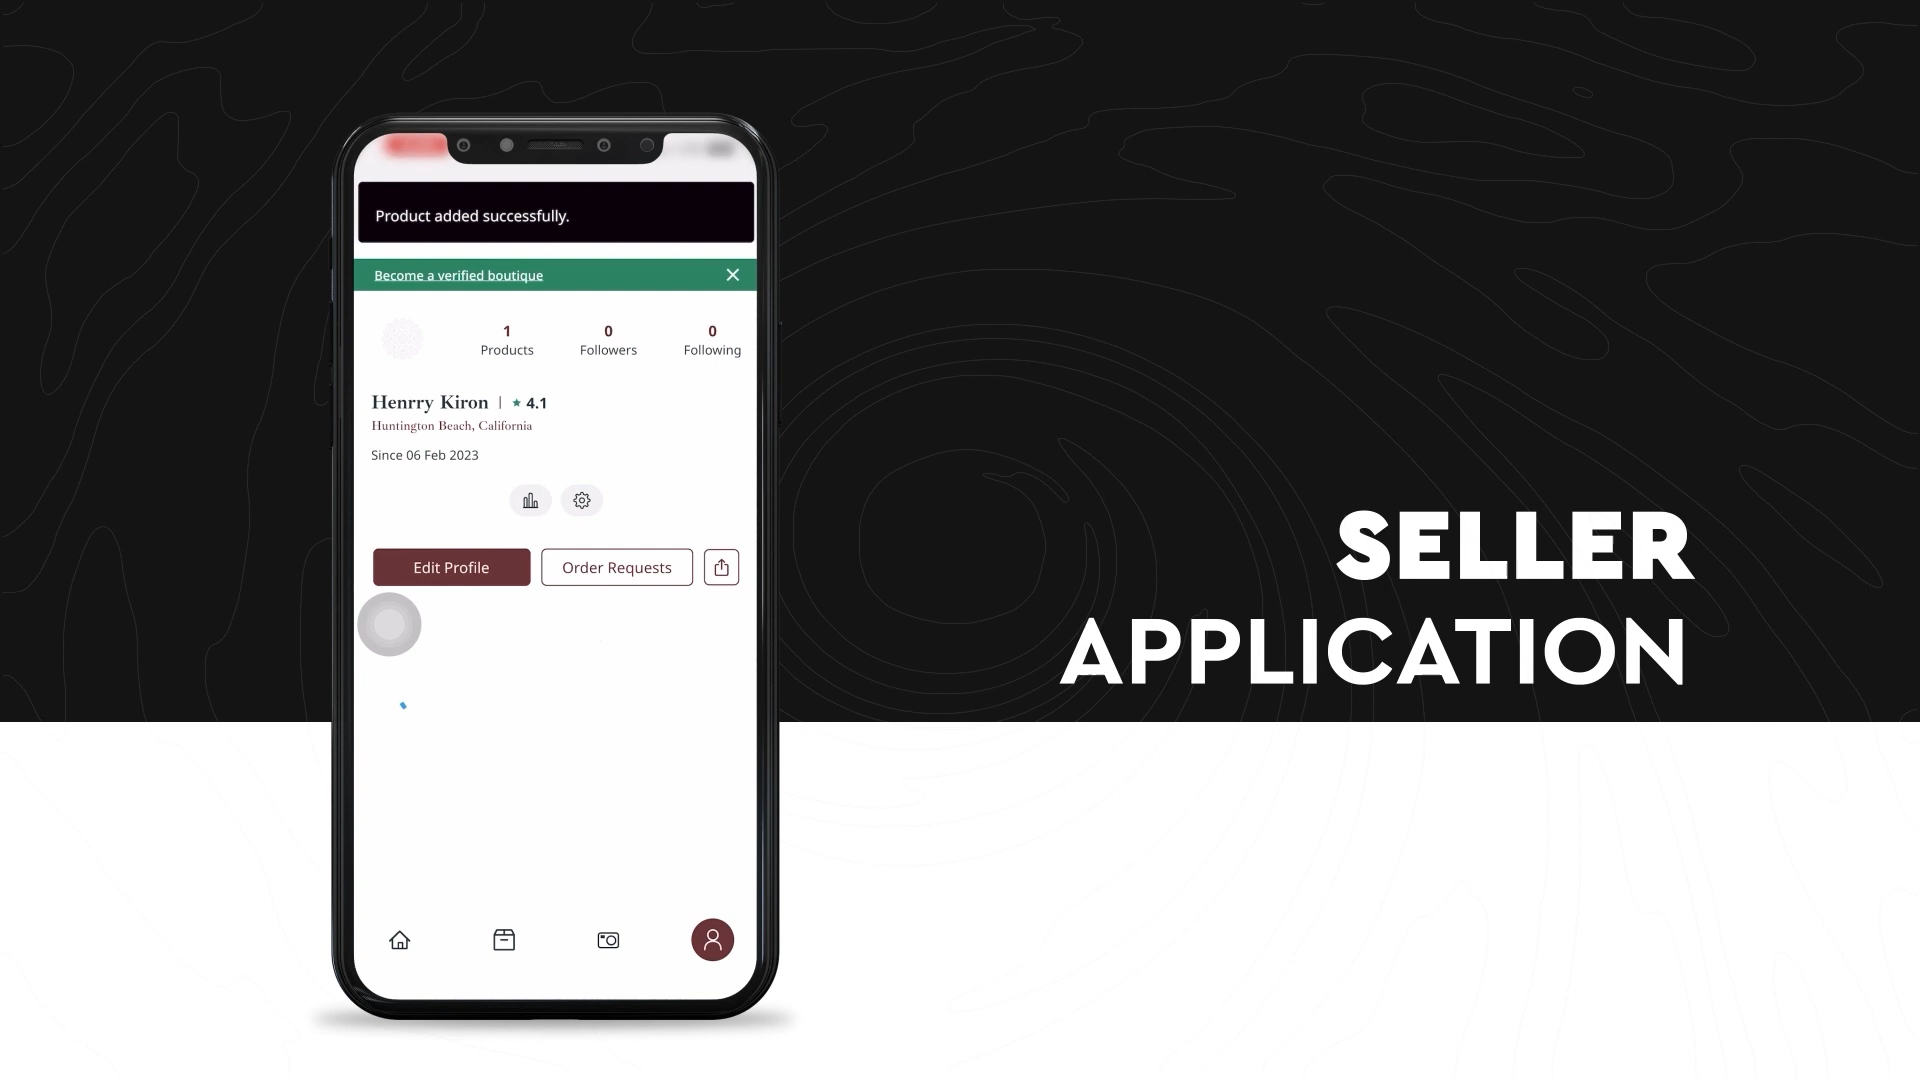 Product added successfully.
Become a verified boutique
1 0 0
Products Followers Following
Henrry Kiron | ★ 4.1
Huntington Beach, California
Since 06 Feb 2023
Edit Profile Order Requests
SELLER
APPLICATION